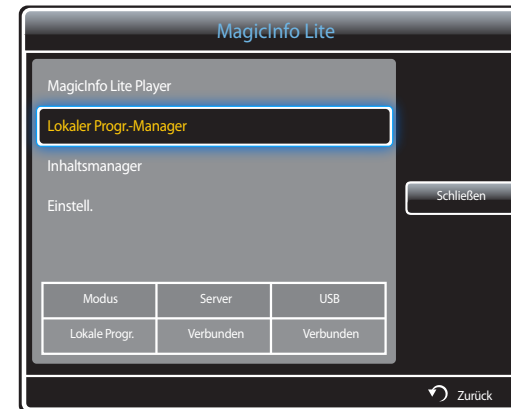 MagicInfo Lite
MagicInfo Lite Player
Lokaler Progr.-Manager
Inhaltsmanager
Einstell.
Schließen
Modus Server USB
Lokale Progr. Verbunden Verbunden
Zurück